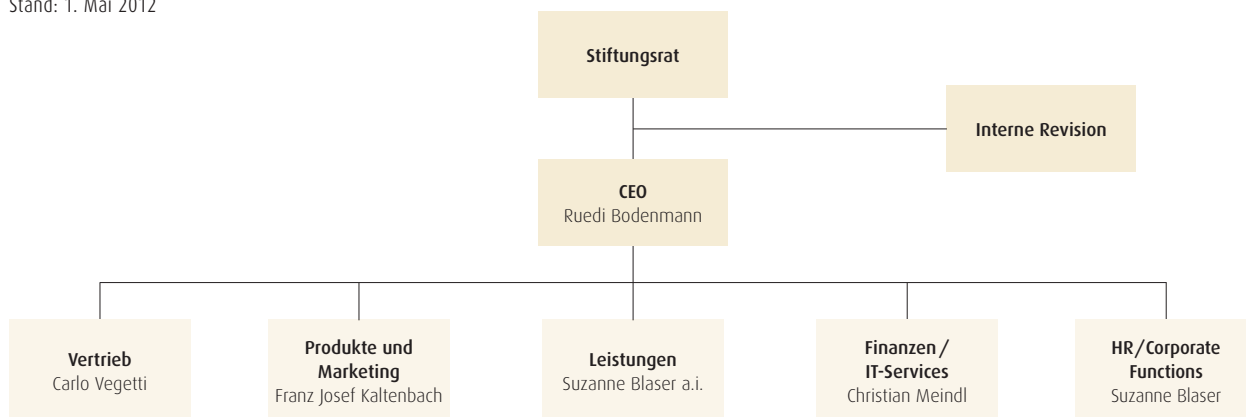 Stand: 1. Mai 2012
Stiftungsrat
Interne Revision
CEO
Ruedi Bodenmann
Vertrieb
Carlo Vegetti
Produkte und
Marketing
Franz Josef Kaltenbach
Leistungen
Suzanne Blaser a.i.
Finanzen/
IT-Services
Christian Meindl
HR/Corporate
Functions
Suzanne Blaser